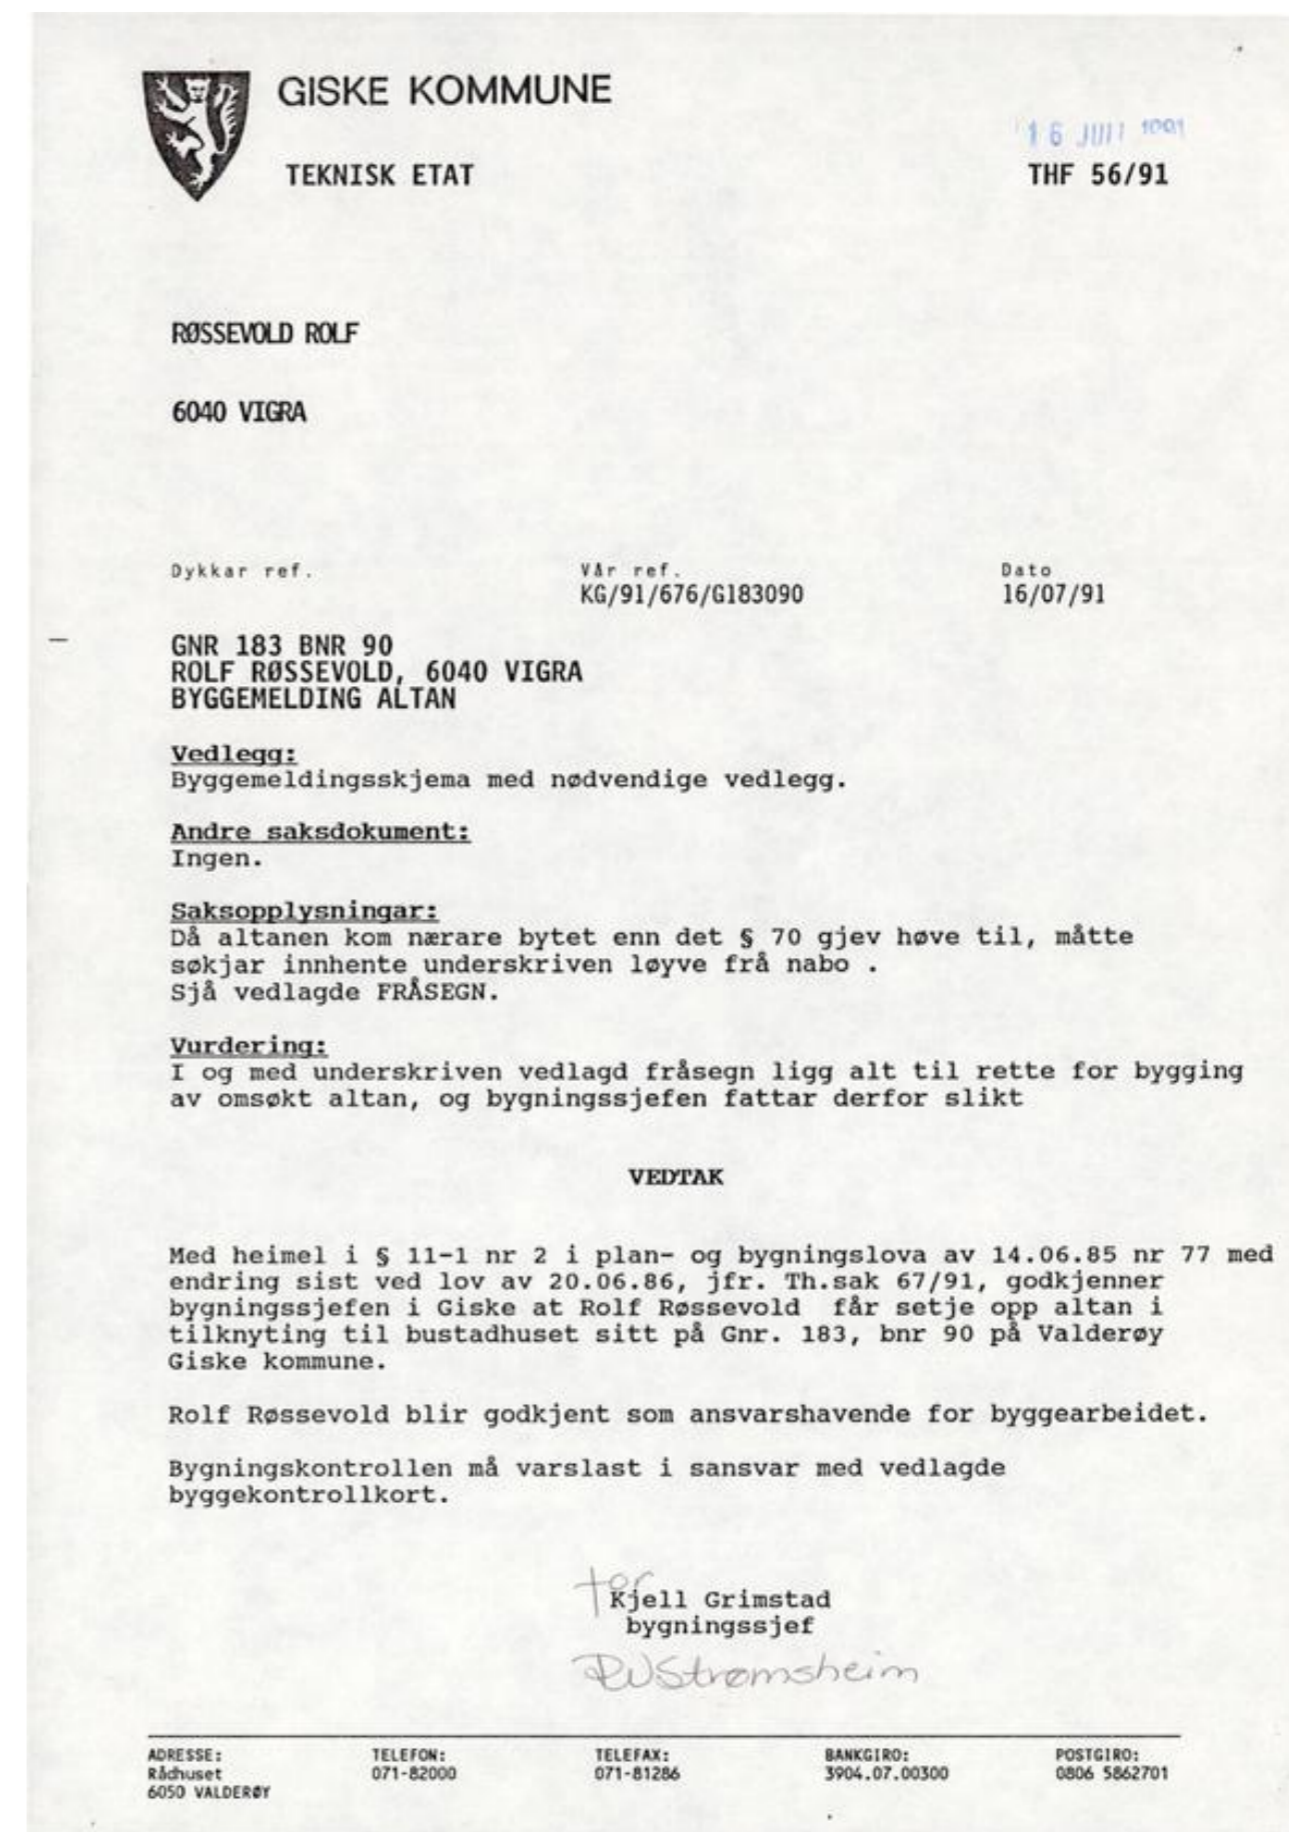 GISKE KOMMUNE
16 JULI 1991
TEKNISK ETAT
THF 56/91
RØSSEVOLD ROLF
6040 VIGRA
Dykkar ref.
Vår ref.
Dato
KG/91/676/G183090
16/07/91
GNR 183 BNR 90
ROLF RØSSEVOLD, 6040 VIGRA
BYGGEMELDING ALTAN
Vedlegg:
Byggemeldingsskjema med nødvendige vedlegg.
Andre saksdokument:
Ingen.
Saksopplysningar:
Då altanen kom nærare bytet enn det § 70 gjev høve til, måtte
søkjar innhente underskriven løyve frå nabo .
Sjå vedlagde FRÅSEGN.
Vurdering:
I og med underskriven vedlagd fråsegn ligg alt til rette for bygging
av omsøkt altan, og bygningssjefen fattar derfor slikt
VEDTAK
Med heimel i § 11-1 nr 2 i plan- og bygningslova av 14.06.85 nr 77 med
endring sist ved lov av 20.06.86, jfr. Th.sak 67/91, godkjenner
bygningssjefen i Giske at Rolf Røssevold får setje opp altan i
tilknyting til bustadhuset sitt på Gnr. 183, bnr 90 på Valderøy
Giske kommune.
Rolf Røssevold blir godkjent som ansvarshavende for byggearbeidet.
Bygningskontrollen må varslast i sansvar med vedlagde
byggekontrollkort.
for
Kjell Grimstad
bygningssjef
Strømsheim
ADRESSE:
Rådhuset
6050 VALDERØY
TELEFON:
071-82000
TELEFAX:
071-81286
BANKGIRO:
3904.07.00300
POSTGIRO:
0806 5862701